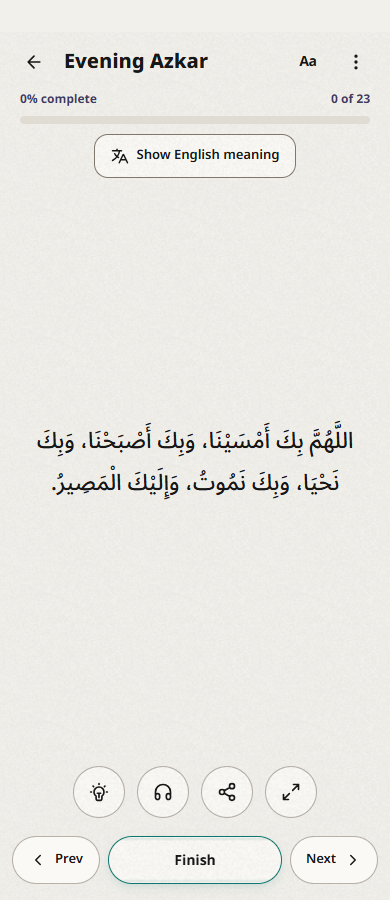 Evening Azkar
Aa
0% complete
0 of 23
Show English meaning
اللَّهُمَّ بِكَ أَمْسَيْنَا، وَبِكَ أَصْبَحْنَا، وَبِكَ
نَحْيَا، وَبِكَ نَمُوتُ، وَإِلَيْكَ الْمَصِيرُ.
Prev
Finish
Next